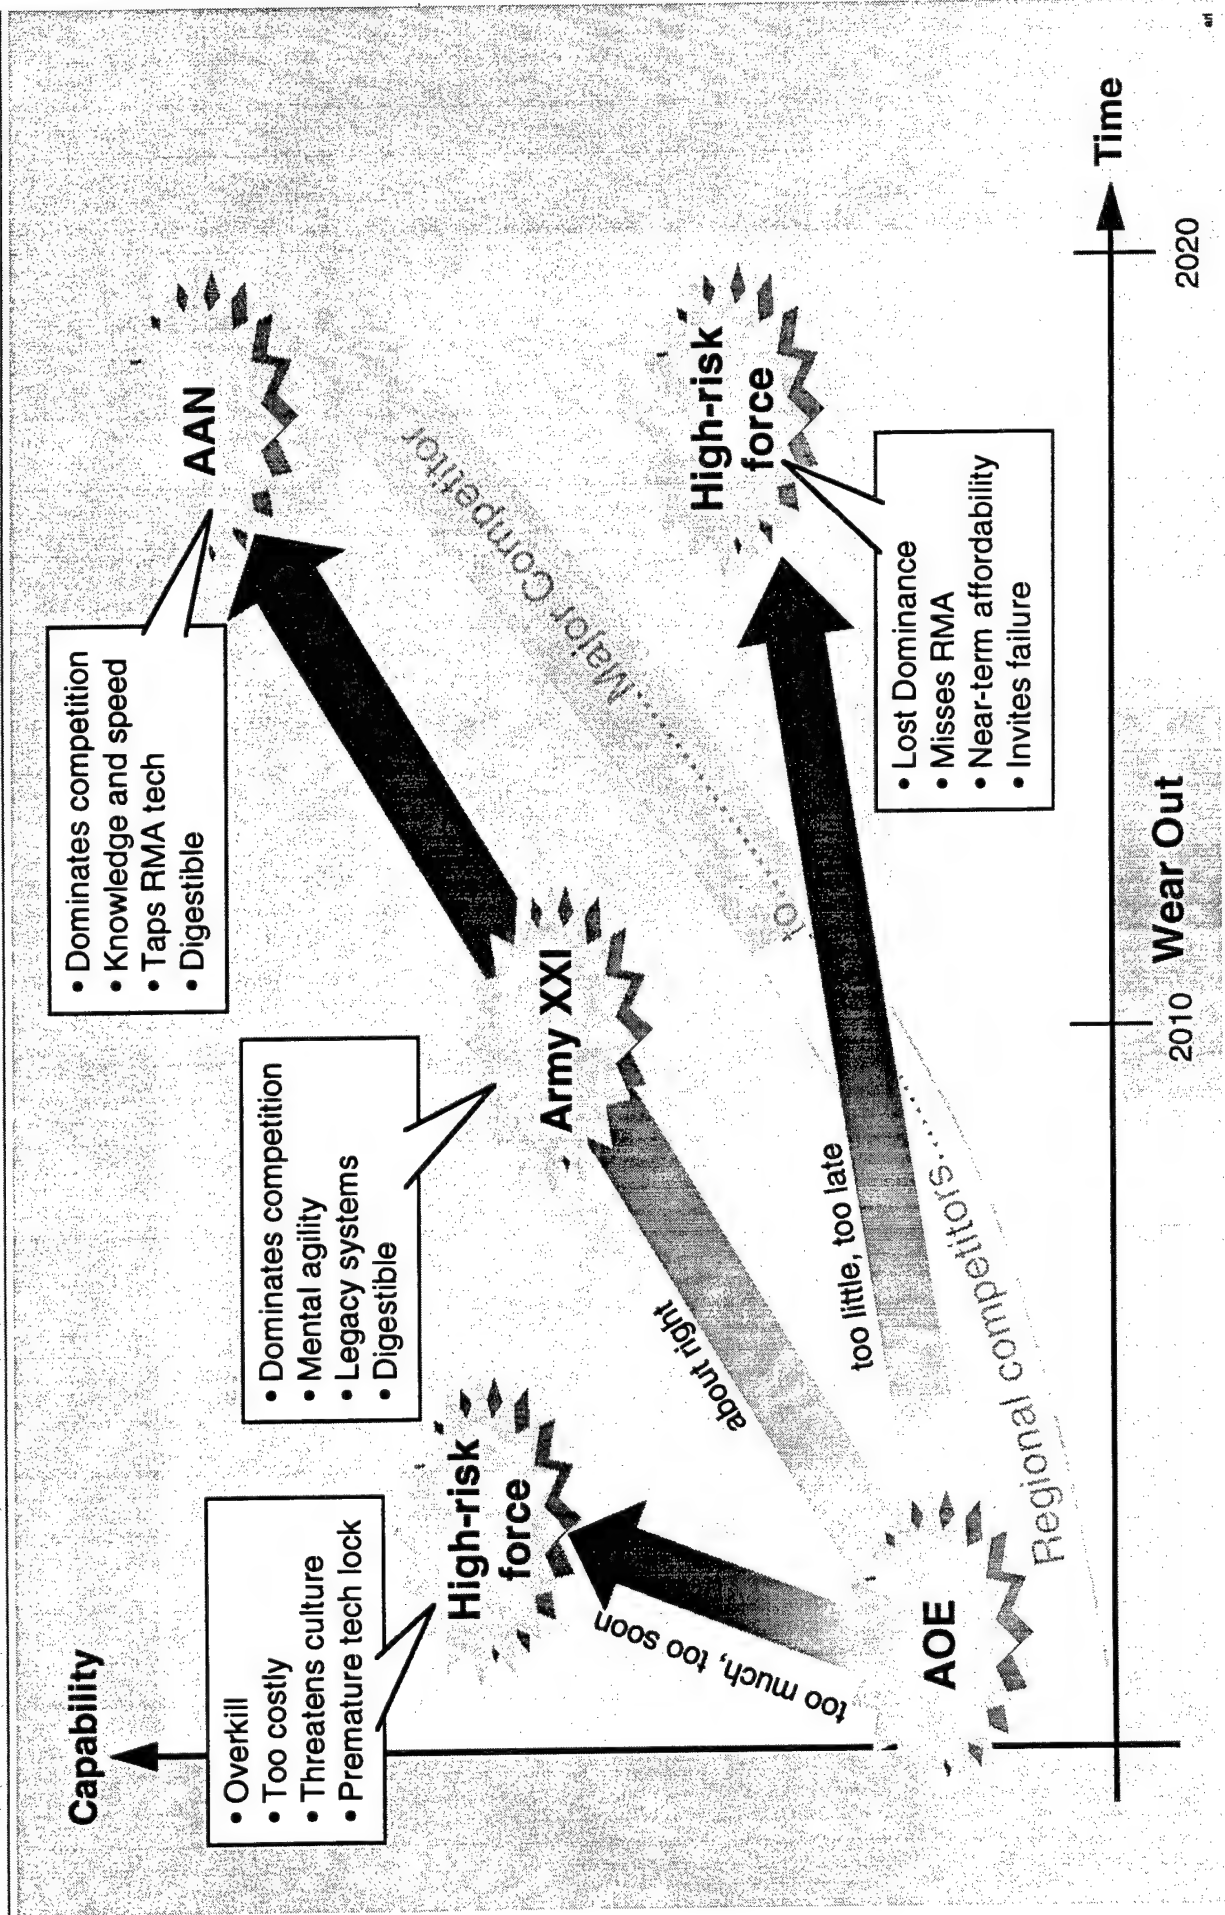 Capability
• Overkill
• Too costly
• Threatens culture
• Premature tech lock
High-risk
force
• Dominates competition
• Mental agility
• Legacy systems
• Digestible
Army XXI
• Dominates competition
• Knowledge and speed
• Taps RMA tech
• Digestible
AAN
too much, too soon
about right
too little, too late
AOE
Regional competitors......
to.............Major Competitor
High-risk
force
• Lost Dominance
• Misses RMA
• Near-term affordability
• Invites failure
Time
2010
Wear Out
2020